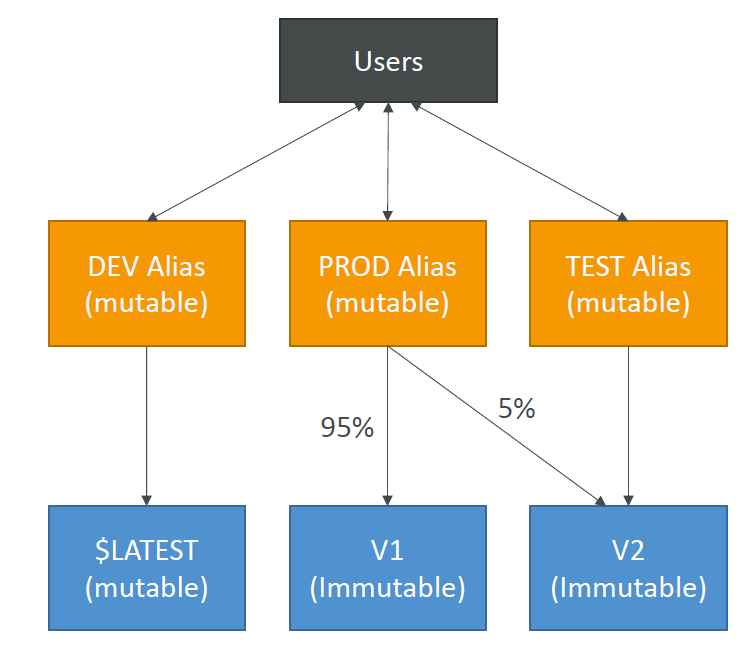 Users
DEV Alias
(mutable)
PROD Alias
(mutable)
TEST Alias
(mutable)
95%
5%
$LATEST
(mutable)
V1
(Immutable)
V2
(Immutable)